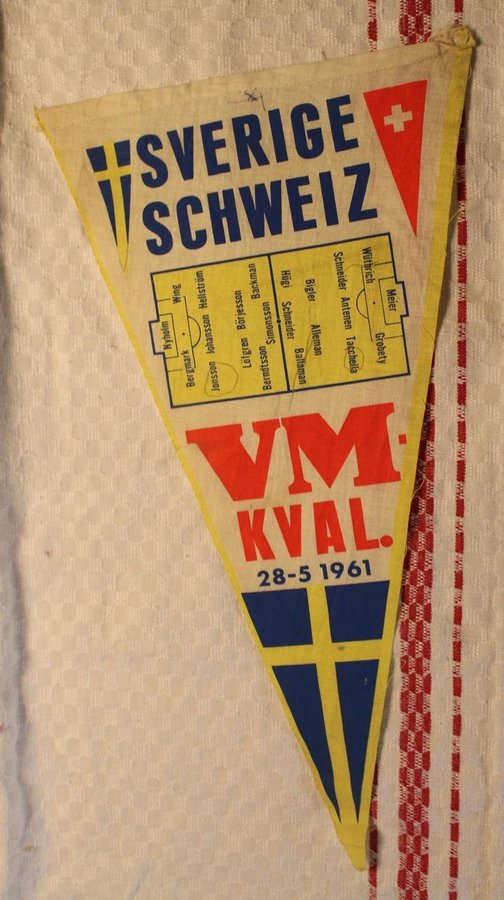 SVERIGE
SCHWEIZ
Nyholm
Bergmark Wing
Jonsson Johansson Hellström
Löfgren Börjesson
Berndtsson Simonsson Backman
Hügi Schneider Ballaman
Bigler Alleman
Schneider Antenen Tacchella
Wüthrich Grobety
Meier
VM-
KVAL.
28-5 1961